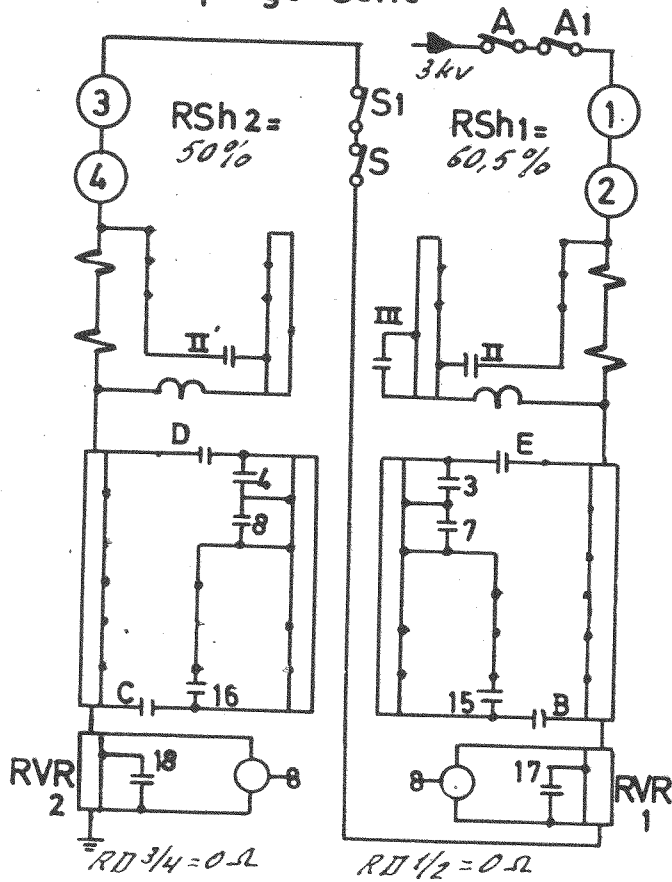 A A1
3kv
3
4
RSh2=
50%
S1
S
RSh1=
60,5%
1
2
II'
III
II
D
4
8
E
3
7
C
16
15
B
RVR
2
18
8
8
17
RVR
1
RD 3/4 = 0 Ω
RD 1/2 = 0 Ω